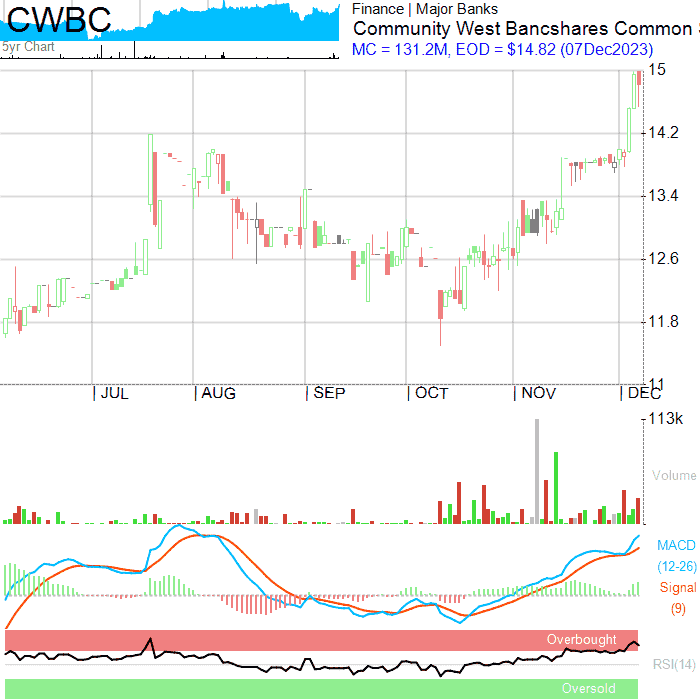 CWBC
5yr Chart
Finance | Major Banks
Community West Bancshares Common
MC = 131.2M, EOD = $14.82 (07Dec2023)
15
14.2
13.4
12.6
11.8
11
JUL AUG SEP OCT NOV DEC
113k
Volume
MACD
(12-26)
Signal
(9)
Overbought
RSI(14)
Oversold